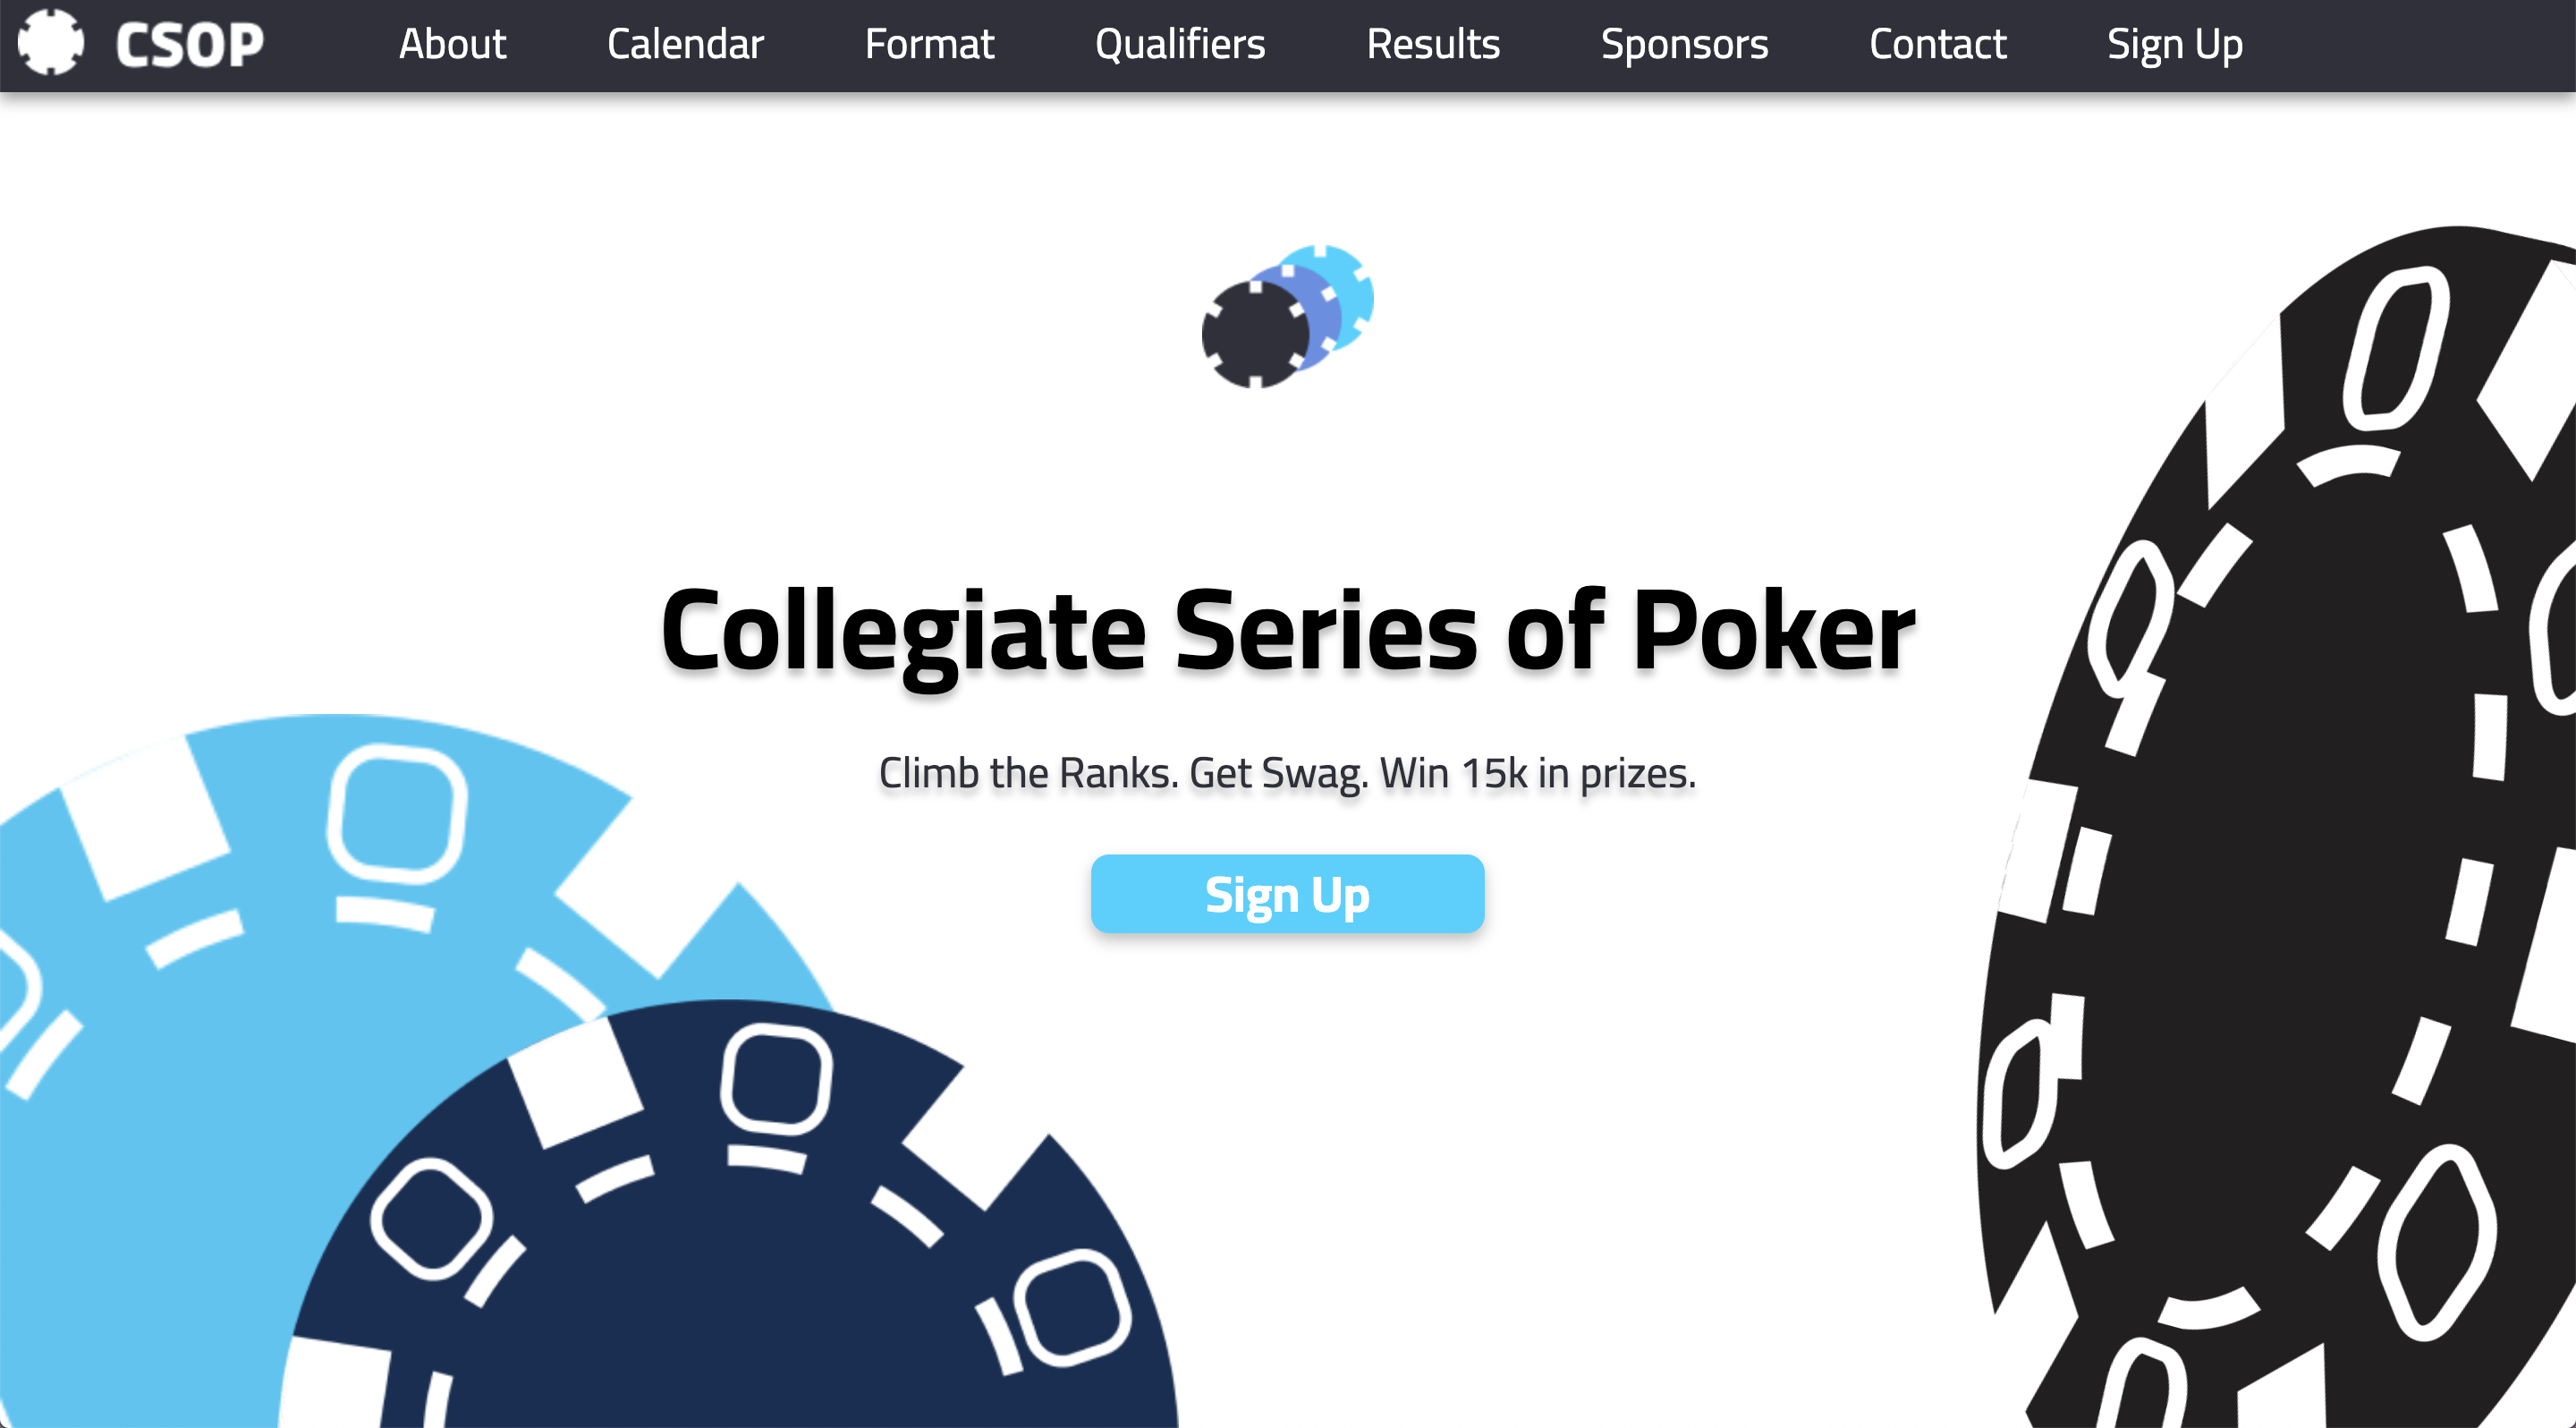 CSOP About Calendar Format Qualifiers Results Sponsors Contact Sign Up
Collegiate Series of Poker
Climb the Ranks. Get Swag. Win 15k in prizes.
Sign Up